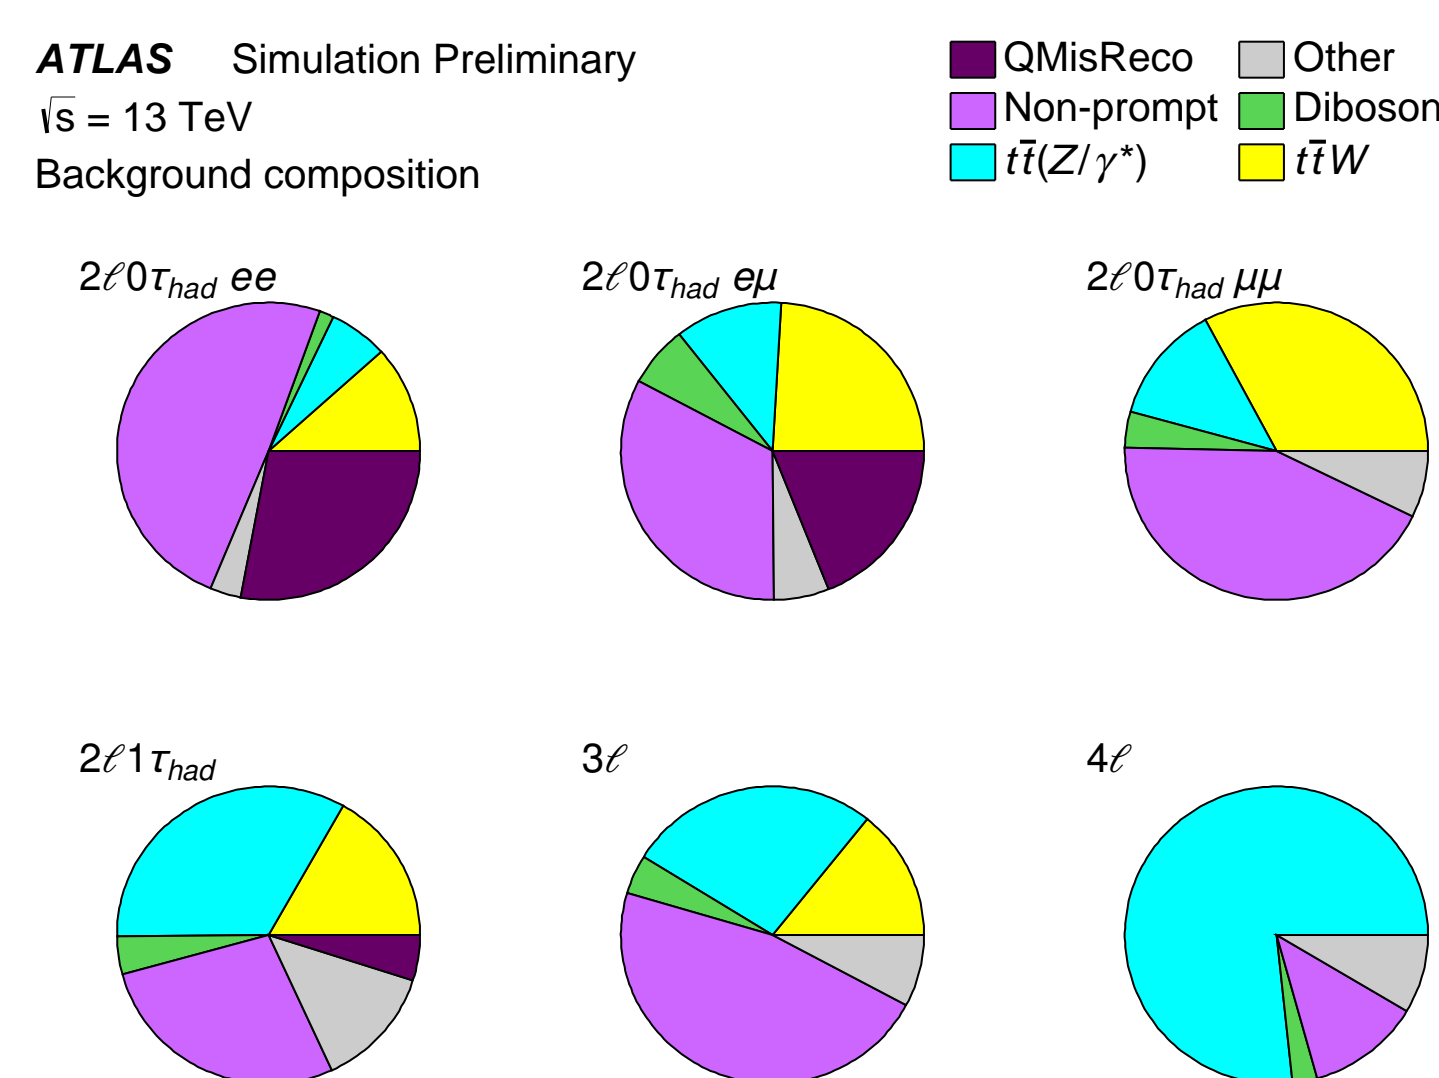 ATLAS Simulation Preliminary
√s = 13 TeV
Background composition
QMisReco Other
Non-prompt Diboson
tt̄(Z/γ*) tt̄W
2ℓ0τhad ee 2ℓ0τhad eμ 2ℓ0τhad μμ
2ℓ1τhad 3ℓ 4ℓ